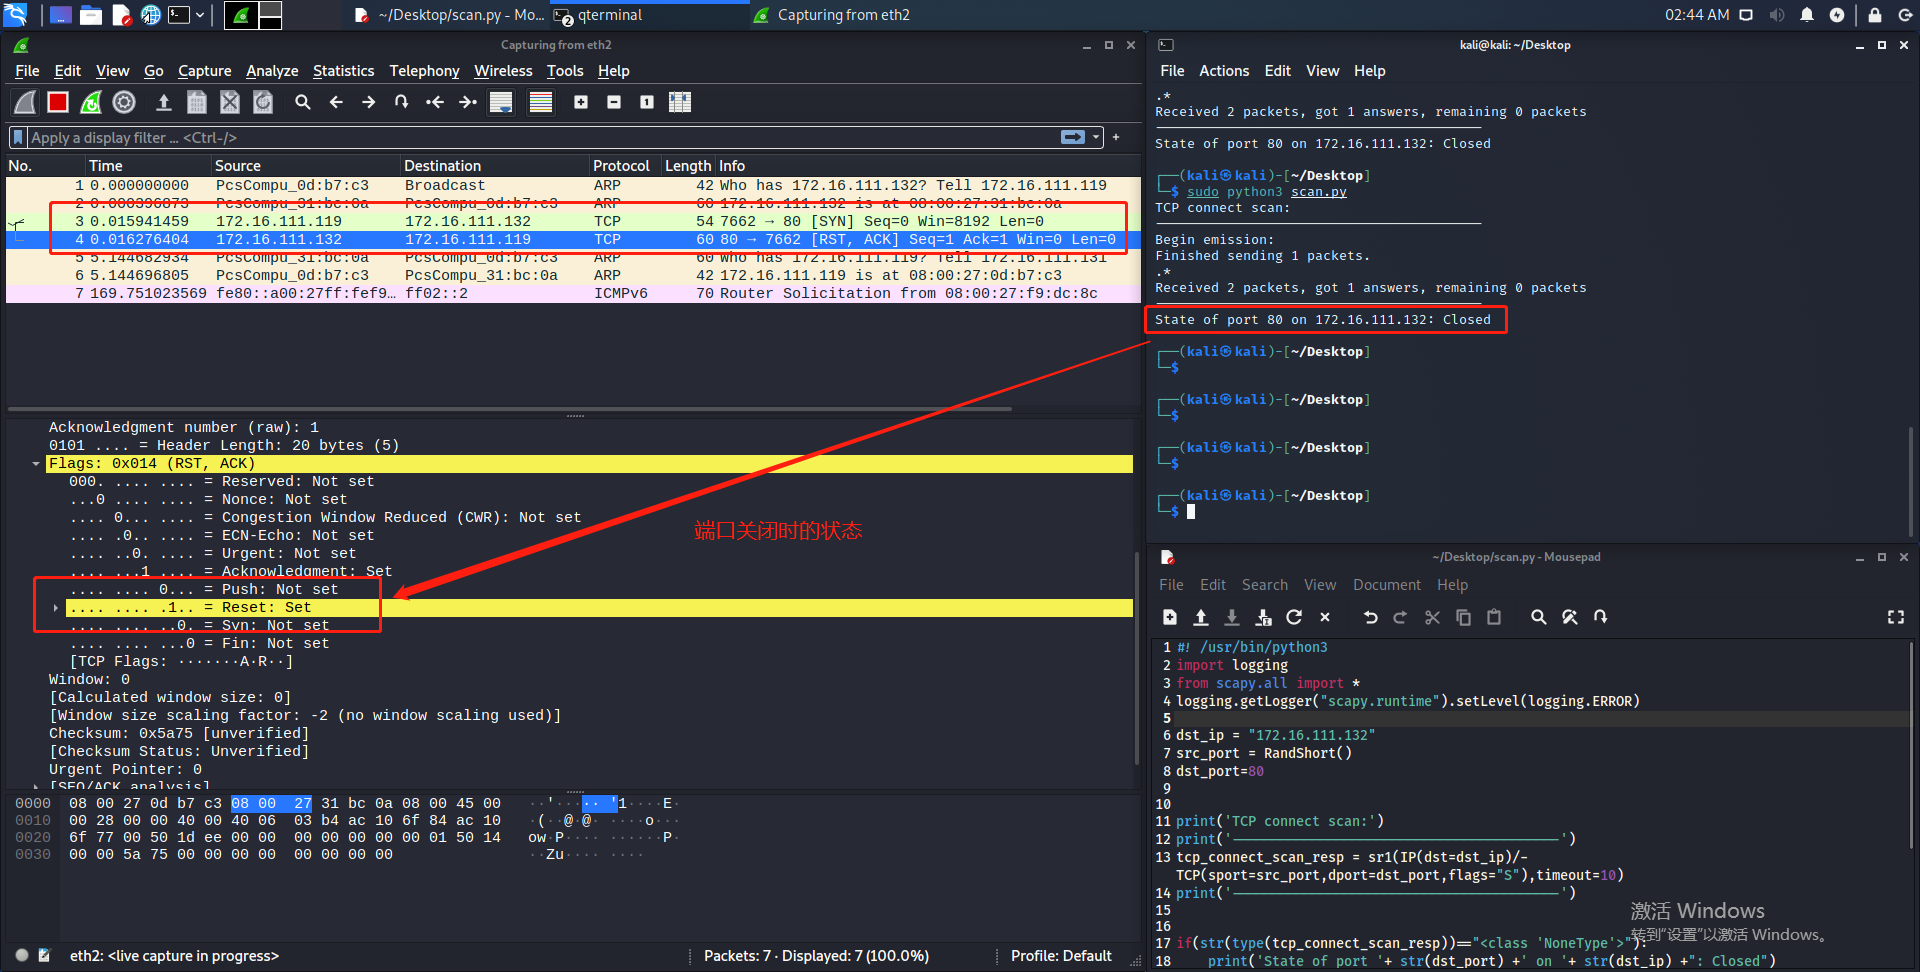 ~/Desktop/scan.py - Mo...
qterminal
Capturing from eth2
02:44 AM
Capturing from eth2
File Edit View Go Capture Analyze Statistics Telephony Wireless Tools Help
Apply a display filter … <Ctrl-/>
No. Time Source Destination Protocol Length Info
1 0.000000000 PcsCompu_0d:b7:c3 Broadcast ARP 42 Who has 172.16.111.132? Tell 172.16.111.119
2 0.000396873 PcsCompu_31:bc:0a PcsCompu_0d:b7:c3 ARP 60 172.16.111.132 is at 08:00:27:31:bc:0a
3 0.015941459 172.16.111.119 172.16.111.132 TCP 54 7662 → 80 [SYN] Seq=0 Win=8192 Len=0
4 0.016276404 172.16.111.132 172.16.111.119 TCP 60 80 → 7662 [RST, ACK] Seq=1 Ack=1 Win=0 Len=0
5 5.144682934 PcsCompu_31:bc:0a PcsCompu_0d:b7:c3 ARP 60 Who has 172.16.111.119? Tell 172.16.111.131
6 5.144696805 PcsCompu_0d:b7:c3 PcsCompu_31:bc:0a ARP 42 172.16.111.119 is at 08:00:27:0d:b7:c3
7 169.751023569 fe80::a00:27ff:fef9… ff02::2 ICMPv6 70 Router Solicitation from 08:00:27:f9:dc:8c
Acknowledgment number (raw): 1
0101 .... = Header Length: 20 bytes (5)
Flags: 0x014 (RST, ACK)
000. .... .... = Reserved: Not set
...0 .... .... = Nonce: Not set
.... 0... .... = Congestion Window Reduced (CWR): Not set
.... .0.. .... = ECN-Echo: Not set
.... ..0. .... = Urgent: Not set
.... ...1 .... = Acknowledgment: Set
.... .... 0... = Push: Not set
.... .... .1.. = Reset: Set
.... .... ..0. = Syn: Not set
.... .... ...0 = Fin: Not set
[TCP Flags: ·······A·R··]
Window: 0
[Calculated window size: 0]
[Window size scaling factor: -2 (no window scaling used)]
Checksum: 0x5a75 [unverified]
[Checksum Status: Unverified]
Urgent Pointer: 0
[SEQ/ACK analysis]
端口关闭时的状态
0000 08 00 27 0d b7 c3 08 00 27 31 bc 0a 08 00 45 00 ··'·····'1····E·
0010 00 28 00 00 40 00 40 06 03 b4 ac 10 6f 84 ac 10 ·(··@·@·····o···
0020 6f 77 00 50 1d ee 00 00 00 00 00 00 00 01 50 14 ow·P··········P·
0030 00 00 5a 75 00 00 00 00 00 00 00 00 ··Zu········
eth2: <live capture in progress>
Packets: 7 · Displayed: 7 (100.0%)
Profile: Default
kali@kali: ~/Desktop
File Actions Edit View Help
.*
Received 2 packets, got 1 answers, remaining 0 packets
State of port 80 on 172.16.111.132: Closed
┌──(kali㉿kali)-[~/Desktop]
└─$ sudo python3 scan.py
TCP connect scan:
Begin emission:
Finished sending 1 packets.
.*
Received 2 packets, got 1 answers, remaining 0 packets
State of port 80 on 172.16.111.132: Closed
┌──(kali㉿kali)-[~/Desktop]
└─$
┌──(kali㉿kali)-[~/Desktop]
└─$
┌──(kali㉿kali)-[~/Desktop]
└─$
┌──(kali㉿kali)-[~/Desktop]
└─$
~/Desktop/scan.py - Mousepad
File Edit Search View Document Help
1 #! /usr/bin/python3
2 import logging
3 from scapy.all import *
4 logging.getLogger("scapy.runtime").setLevel(logging.ERROR)
5
6 dst_ip = "172.16.111.132"
7 src_port = RandShort()
8 dst_port=80
9
10
11 print('TCP connect scan:')
12 print('─────────────────────────────────────────')
13 tcp_connect_scan_resp = sr1(IP(dst=dst_ip)/
TCP(sport=src_port,dport=dst_port,flags="S"),timeout=10)
14 print('─────────────────────────────────────────')
15
16
17 if(str(type(tcp_connect_scan_resp))=="<class 'NoneType'>"):
18 print('State of port '+ str(dst_port) +' on '+ str(dst_ip) +": Closed")
激活 Windows
转到"设置"以激活 Windows。